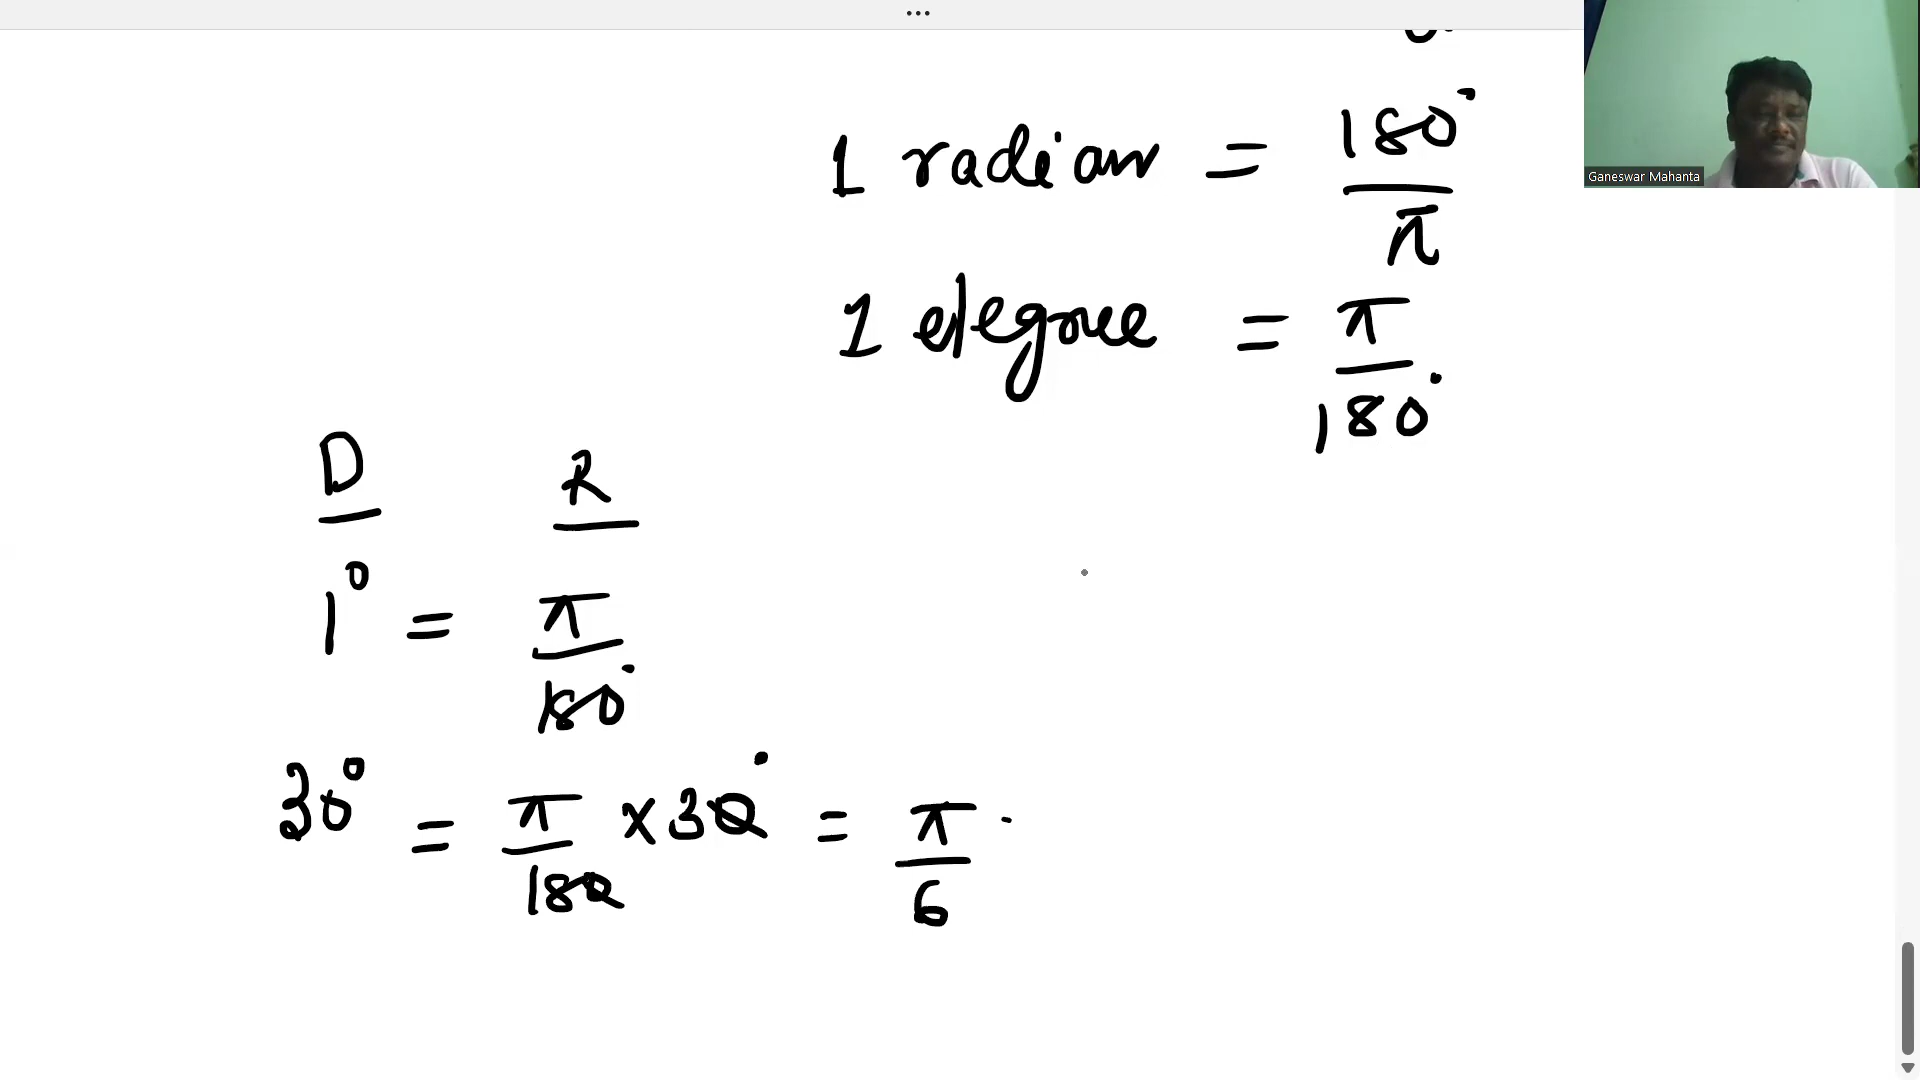 ...
1 radian = 180° / π
Ganeswar Mahanta
1 degree = π / 180°
D R
1° = π / 180°
30° = π / 180 × 30° = π / 6